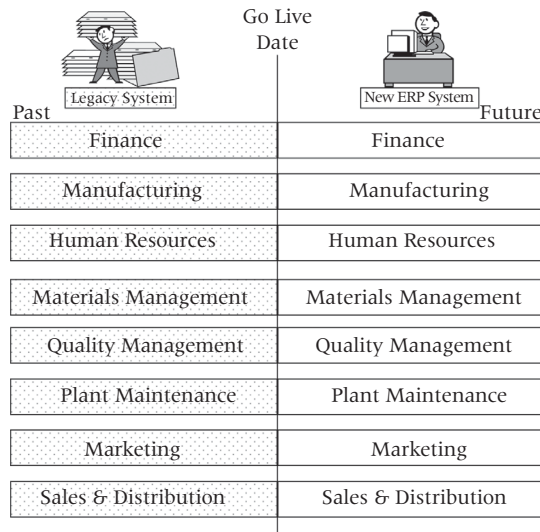 Go Live
Date
Legacy System
New ERP System
Past
Future
Finance
Finance
Manufacturing
Manufacturing
Human Resources
Human Resources
Materials Management
Materials Management
Quality Management
Quality Management
Plant Maintenance
Plant Maintenance
Marketing
Marketing
Sales & Distribution
Sales & Distribution